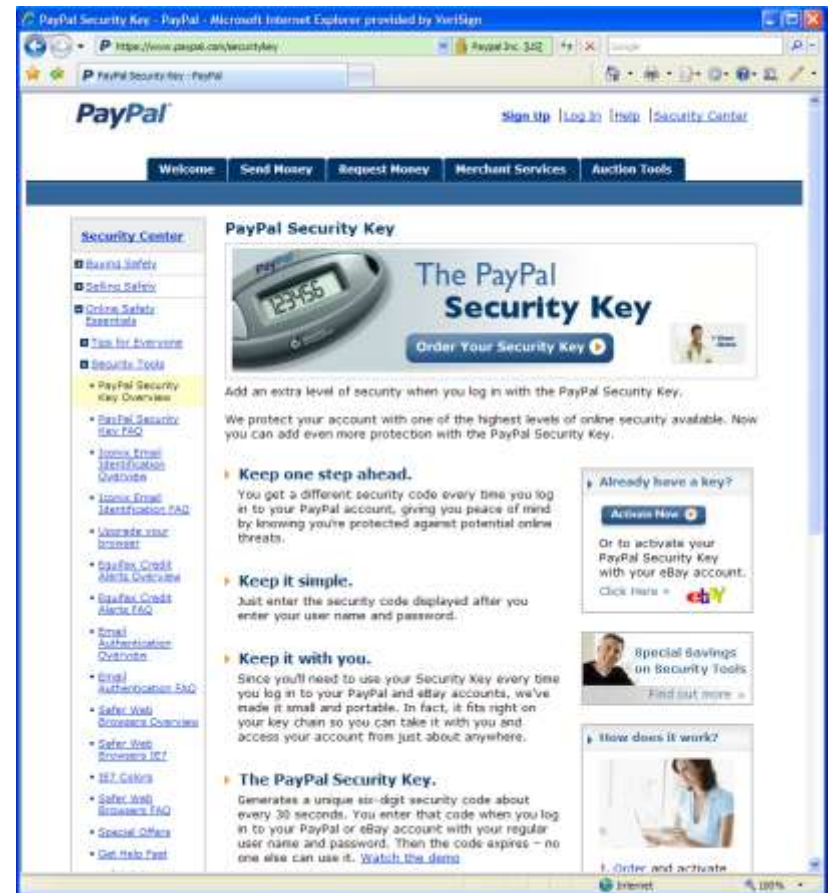 PayPal Security Key - PayPal - Microsoft Internet Explorer provided by VeriSign
https://www.paypal.com/securitykey
PayPal Security Key - PayPal
PayPal
Sign Up | Log In | Help | Security Center
Welcome
Send Money
Request Money
Merchant Services
Auction Tools
Security Center
Buying Safely
Selling Safely
Online Safety
Essentials
Tips for Everyone
Security Tools
PayPal Security
Key Overview
PayPal Security
Key FAQ
Iconix Email
Identification
Overview
Iconix Email
Identification FAQ
Upgrade your
browser
Equifax Credit
Alerts Overview
Equifax Credit
Alerts FAQ
Email
Authentication
Overview
Email
Authentication FAQ
Safer Web
Browsers Overview
Safer Web
Browsers IE7
IE7 Colors
Safer Web
Browsers FAQ
Special Offers
Get Help Fast
PayPal Security Key
PayPal
123456
The PayPal
Security Key
Order Your Security Key
Add an extra level of security when you log in with the PayPal Security Key.
We protect your account with one of the highest levels of online security available. Now
you can add even more protection with the PayPal Security Key.
Keep one step ahead.
You get a different security code every time you log
in to your PayPal account, giving you peace of mind
by knowing you're protected against potential online
threats.
Keep it simple.
Just enter the security code displayed after you
enter your user name and password.
Keep it with you.
Since you'll need to use your Security Key every time
you log in to your PayPal and eBay accounts, we've
made it small and portable. In fact, it fits right on
your key chain so you can take it with you and
access your account from just about anywhere.
The PayPal Security Key.
Generates a unique six-digit security code about
every 30 seconds. You enter that code when you log
in to your PayPal or eBay account with your regular
user name and password. Then the code expires – no
one else can use it. Watch the demo
Already have a key?
Activate Now
Or to activate your
PayPal Security Key
with your eBay account.
Click Here »
ebY
Special Savings
on Security Tools
Find out more »
How does it work?
1. Order and activate
Internet
100%